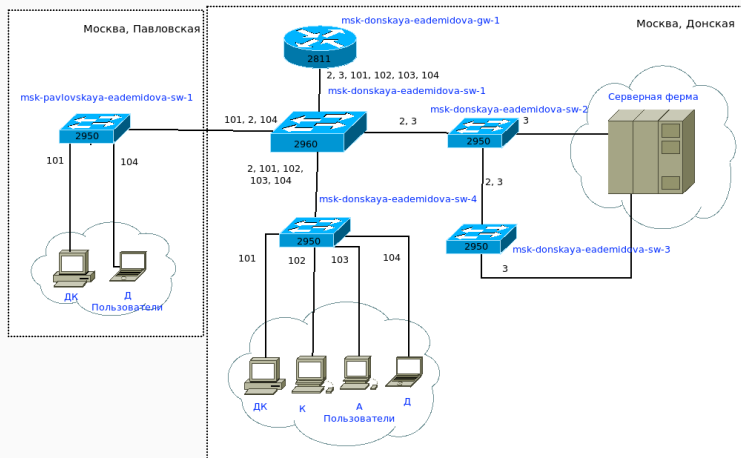 Москва, Павловская
msk-pavlovskaya-eademidova-sw-1
2950
101
104
ДК
Д
Пользователи
101, 2, 104
Москва, Донская
msk-donskaya-eademidova-gw-1
2811
2, 3, 101, 102, 103, 104
msk-donskaya-eademidova-sw-1
2960
2, 3
msk-donskaya-eademidova-sw-2
2950
3
Серверная ферма
2, 101, 102,
103, 104
2, 3
msk-donskaya-eademidova-sw-4
2950
2950
msk-donskaya-eademidova-sw-3
3
101
102
103
104
ДК
К
А
Д
Пользователи